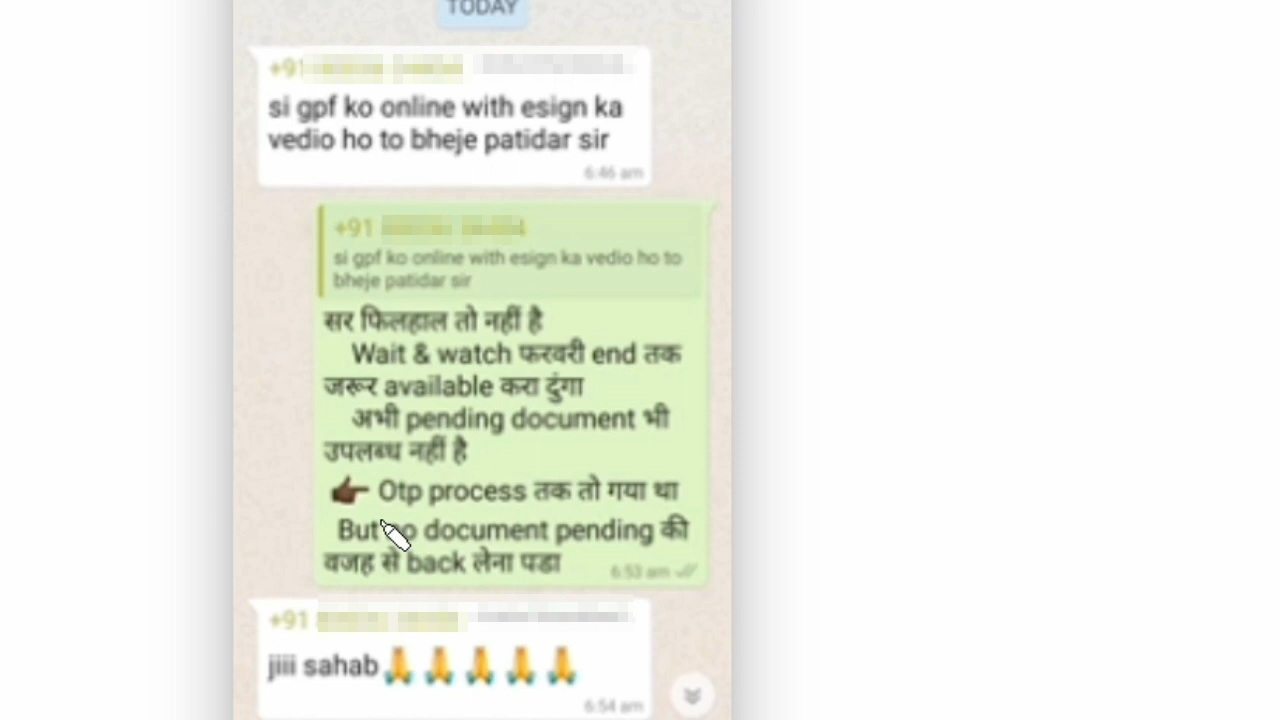 TODAY
+91
si gpf ko online with esign ka
vedio ho to bheje patidar sir
6:46 am
+91
si gpf ko online with esign ka vedio ho to
bheje patidar sir
सर फिलहाल तो नहीं है
Wait & watch फरवरी end तक
जरूर available करा दुंगा
अभी pending document भी
उपलब्ध नहीं है
👉🏿 Otp process तक तो गया था
But no document pending की
वजह से back लेना पडा
6:53 am
+91
jiii sahab🙏🙏🙏🙏🙏
6:54 am